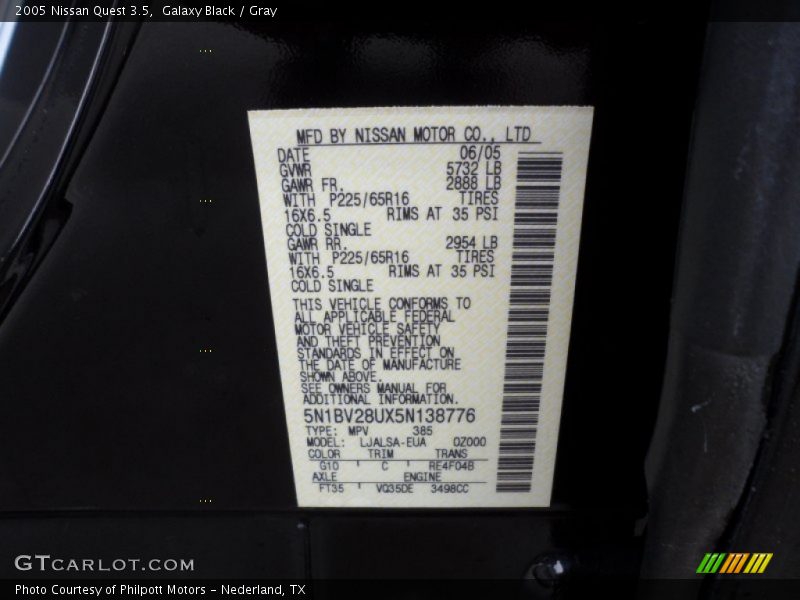 2005 Nissan Quest 3.5,  Galaxy Black / Gray
MFD BY NISSAN MOTOR CO., LTD
DATE 06/05
GVWR 5732 LB
GAWR FR. 2888 LB
WITH P225/65R16 TIRES
16X6.5 RIMS AT 35 PSI
COLD SINGLE
GAWR RR. 2954 LB
WITH P225/65R16 TIRES
16X6.5 RIMS AT 35 PSI
COLD SINGLE
THIS VEHICLE CONFORMS TO
ALL APPLICABLE FEDERAL
MOTOR VEHICLE SAFETY
AND THEFT PREVENTION
STANDARDS IN EFFECT ON
THE DATE OF MANUFACTURE
SHOWN ABOVE.
SEE OWNERS MANUAL FOR
ADDITIONAL INFORMATION.
5N1BV28UX5N138776
TYPE: MPV 385
MODEL: LJALSA-EUA 0Z000
COLOR TRIM TRANS
G10 C RE4F04B
AXLE ENGINE
FT35 VQ35DE 3498CC
GTCARLOT.COM
Photo Courtesy of Philpott Motors - Nederland, TX